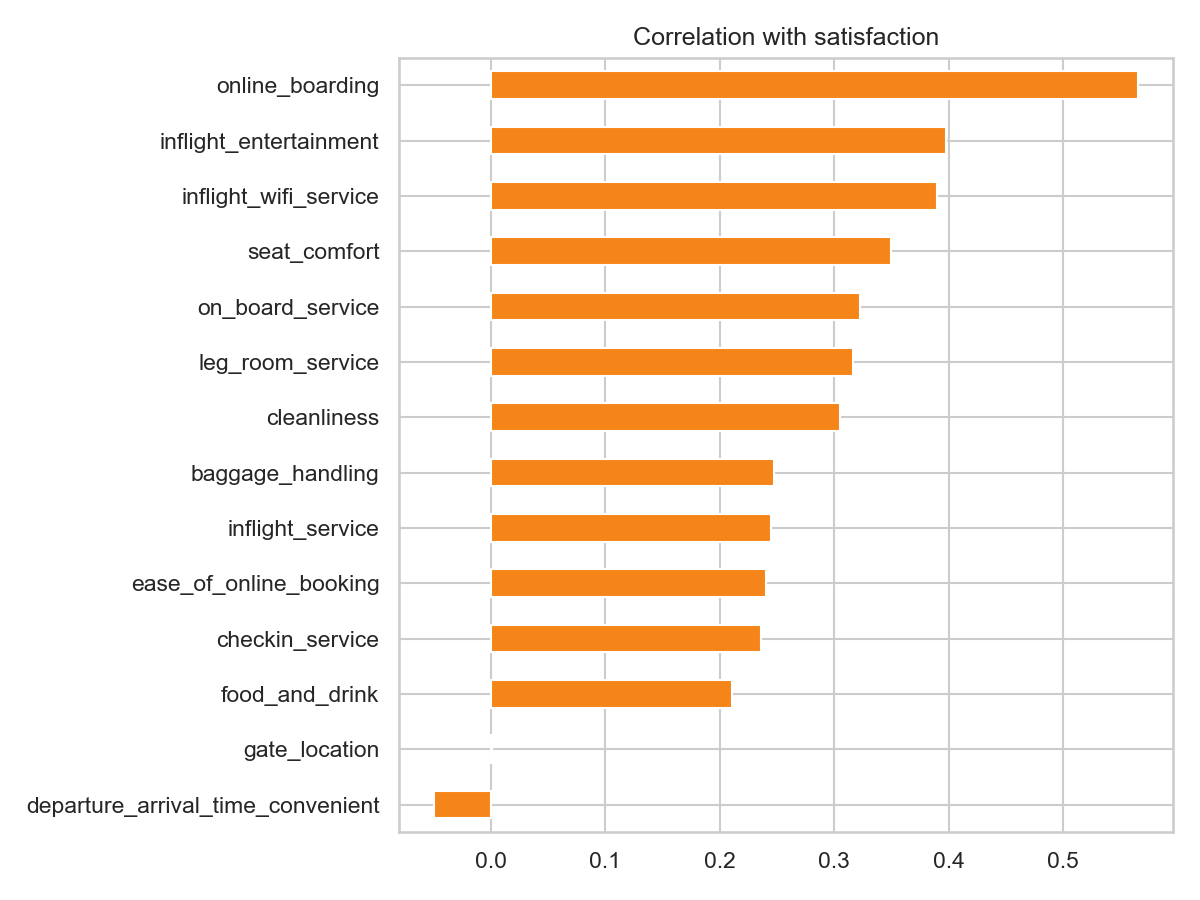 Correlation with satisfaction
online_boarding
inflight_entertainment
inflight_wifi_service
seat_comfort
on_board_service
leg_room_service
cleanliness
baggage_handling
inflight_service
ease_of_online_booking
checkin_service
food_and_drink
gate_location
departure_arrival_time_convenient
0.0 0.1 0.2 0.3 0.4 0.5